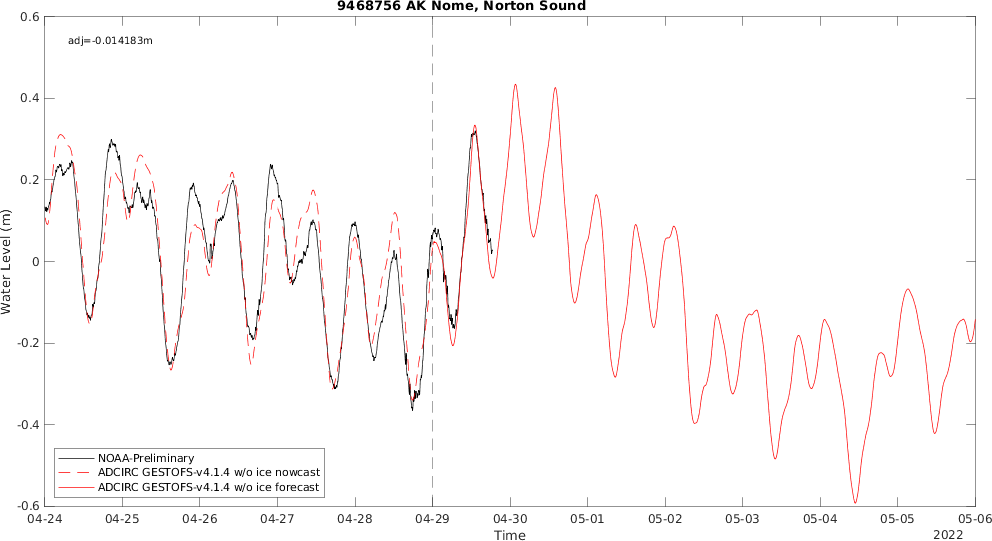 9468756 AK Nome, Norton Sound
adj=-0.014183m
0.6
0.4
0.2
0
-0.2
-0.4
-0.6
Water Level (m)
NOAA-Preliminary
ADCIRC GESTOFS-v4.1.4 w/o ice nowcast
ADCIRC GESTOFS-v4.1.4 w/o ice forecast
04-24 04-25 04-26 04-27 04-28 04-29 04-30 05-01 05-02 05-03 05-04 05-05 05-06
Time
2022